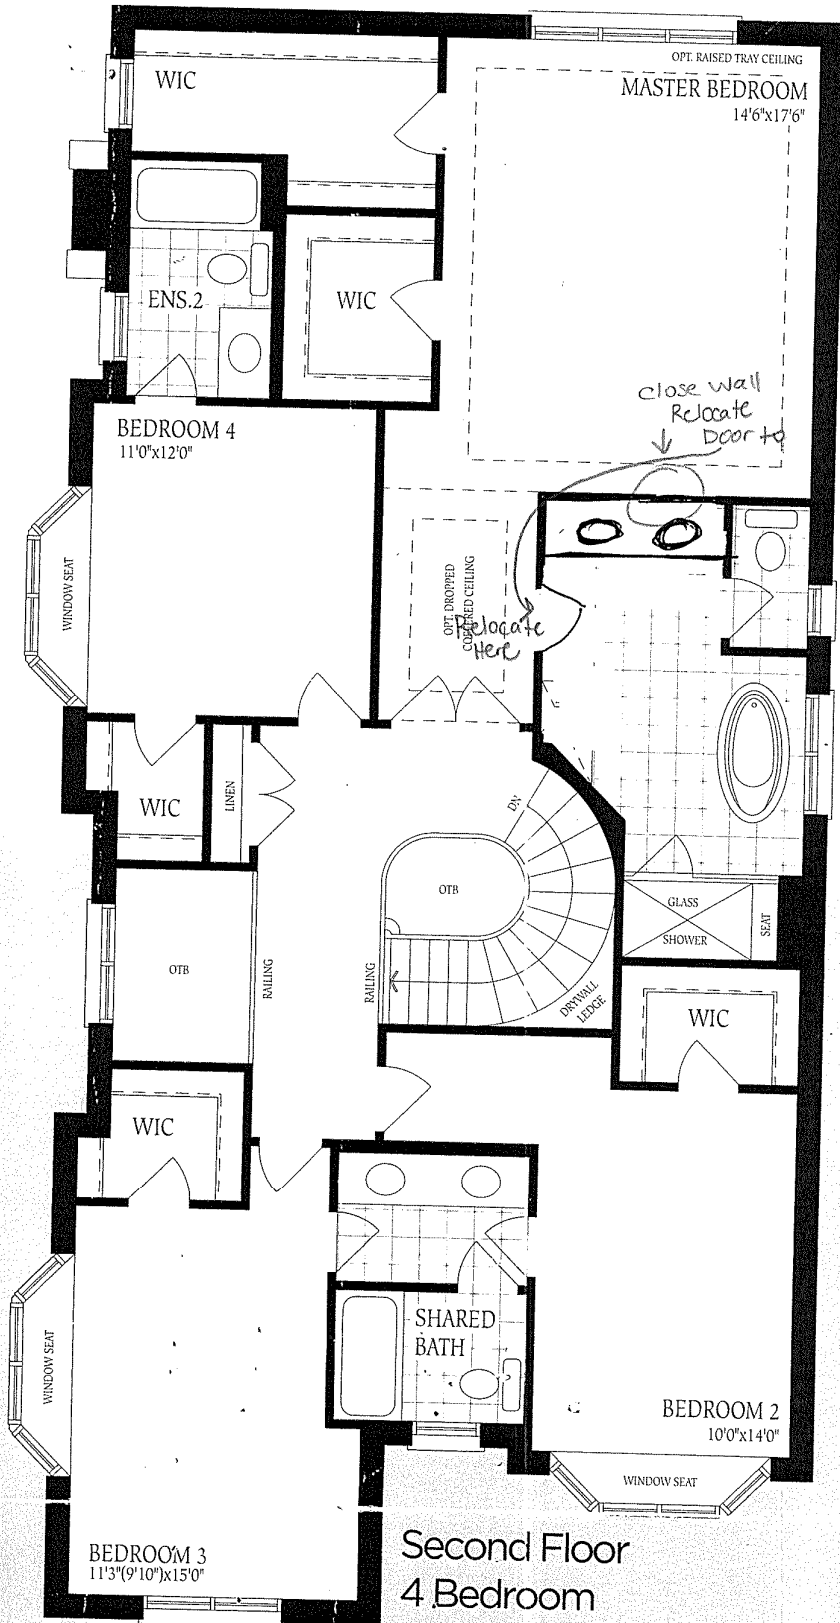 OPT. RAISED TRAY CEILING
WIC
MASTER BEDROOM
14'6"x17'6"
ENS.2
WIC
close wall
Relocate
Door to
BEDROOM 4
11'0"x12'0"
WINDOW SEAT
OPT. DROPPED
COFFERED CEILING
Relocate
Here
WIC
LINEN
DN
OTB
GLASS
SHOWER
SEAT
OTB
RAILING
RAILING
DRYWALL
LEDGE
WIC
WIC
SHARED
BATH
WINDOW SEAT
BEDROOM 2
10'0"x14'0"
WINDOW SEAT
BEDROOM 3
11'3"(9'10")x15'0"
Second Floor
4 Bedroom